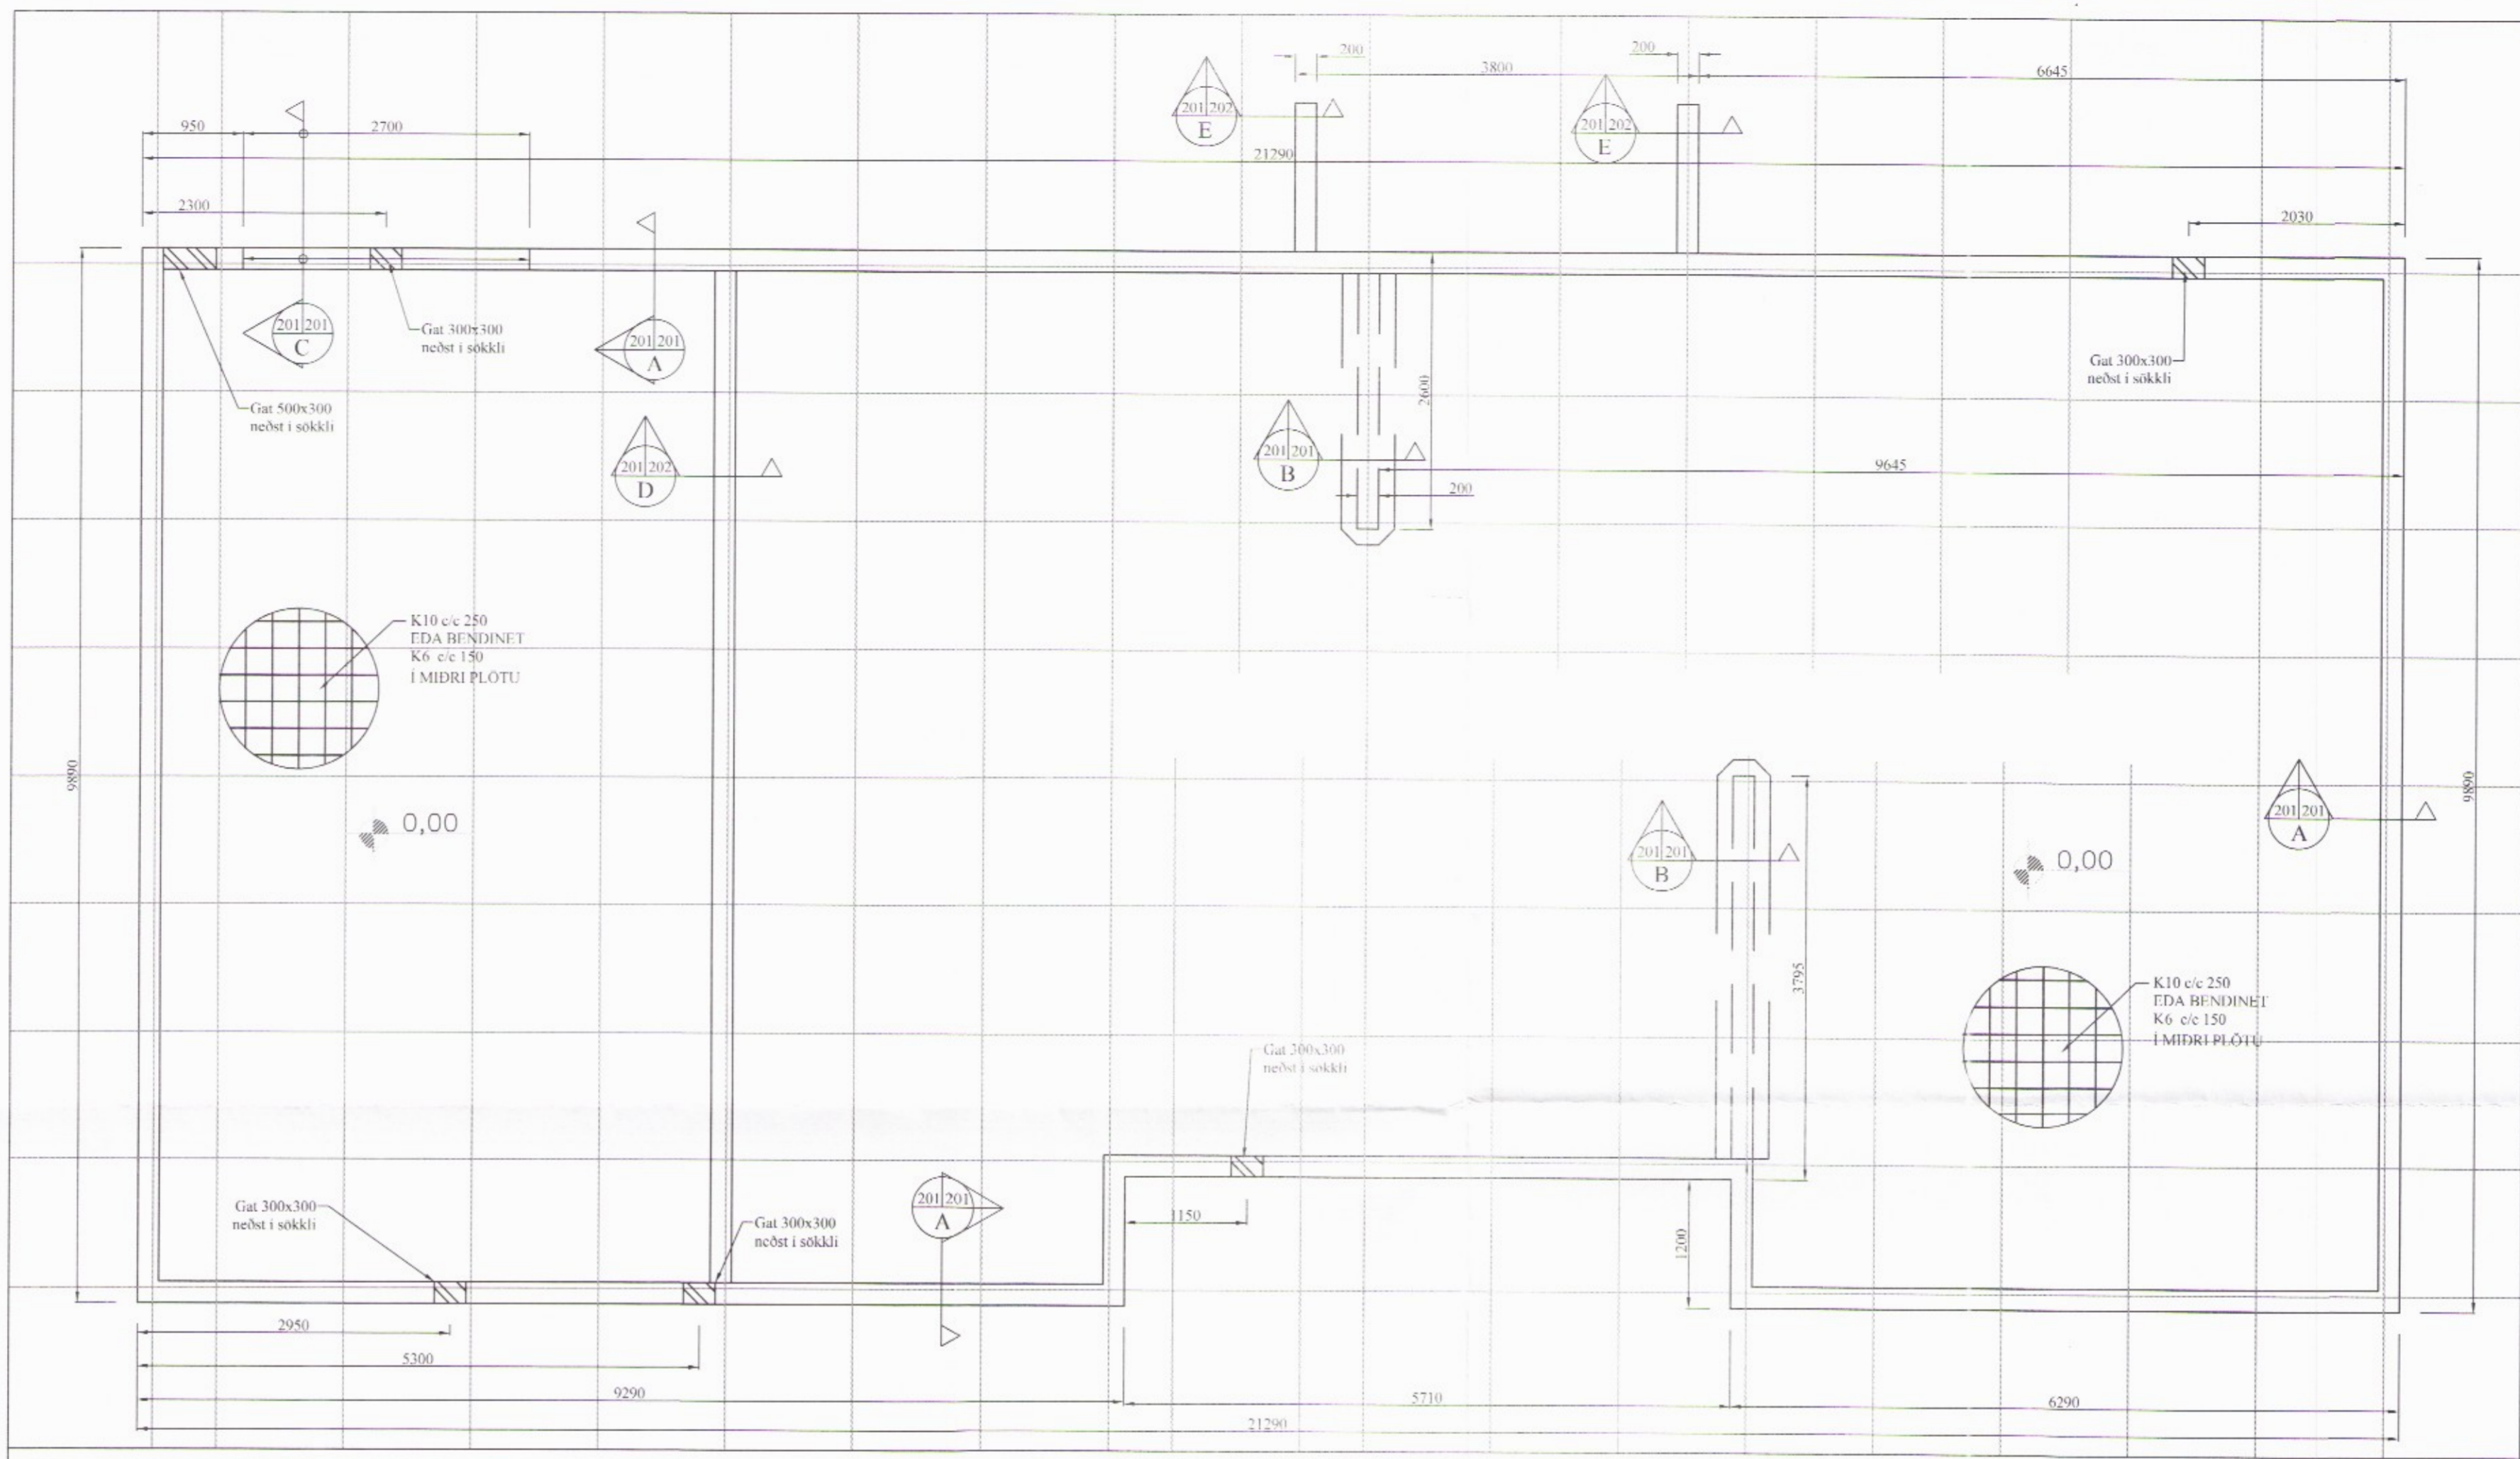 200
3800
200
6645
201 202
E
201 202
E
950
2700
21290
2300
2030
201 201
C
Gat 300x300
neðst i sökkli
201 201
A
Gat 300x300
neðst i sökkli
Gat 500x300
neðst i sökkli
2600
201 202
D
201 201
B
9645
200
K10 c/c 250
EDA BENDINET
K6 c/c 150
Í MIÐRI PLÖTU
9890
0,00
201 201
B
201 201
A
9890
0,00
3795
K10 c/c 250
EDA BENDINET
K6 c/c 150
Í MIÐRI PLÖTU
Gat 300x300
neðst i sökkli
Gat 300x300
neðst i sökkli
Gat 300x300
neðst i sökkli
201 201
A
1150
1200
2950
5300
9290
5710
6290
21290